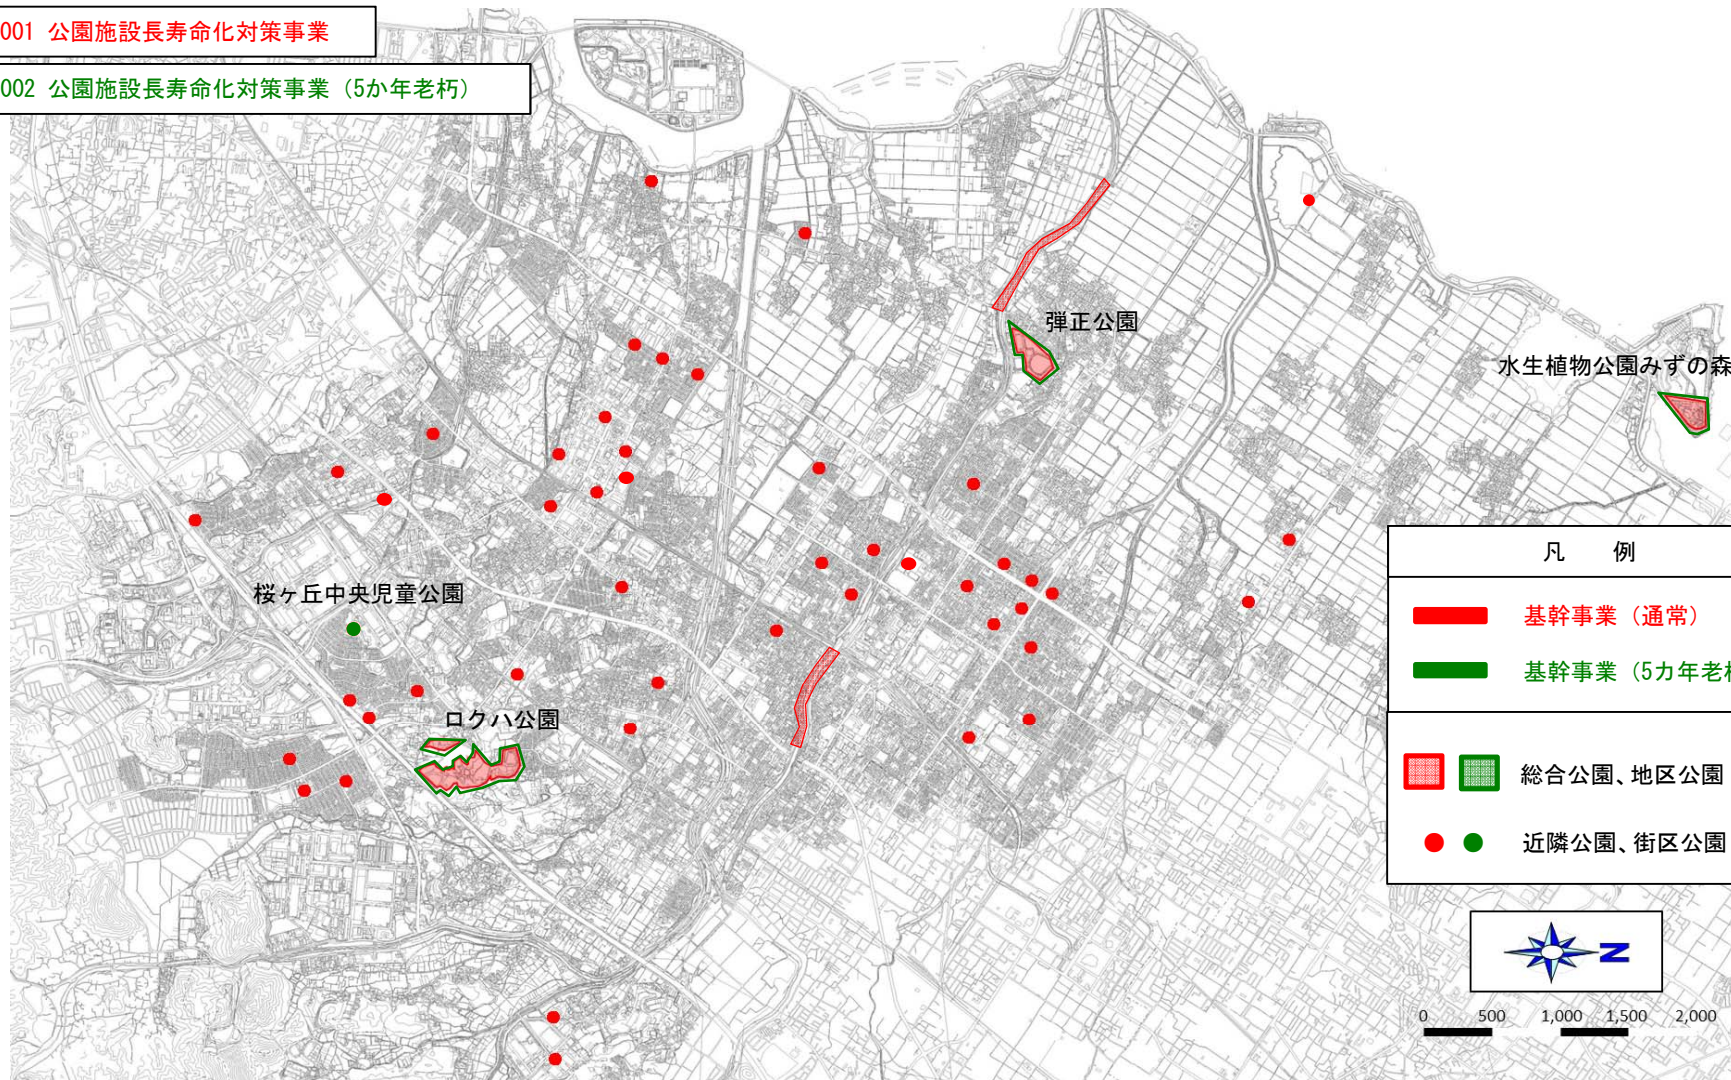 001 公園施設長寿命化対策事業
002 公園施設長寿命化対策事業（5か年老朽）
弾正公園
水生植物公園みずの森
桜ヶ丘中央児童公園
ロクハ公園
凡　例
基幹事業（通常）
基幹事業（5カ年老朽
総合公園、地区公園
近隣公園、街区公園
N
0 500 1,000 1,500 2,000